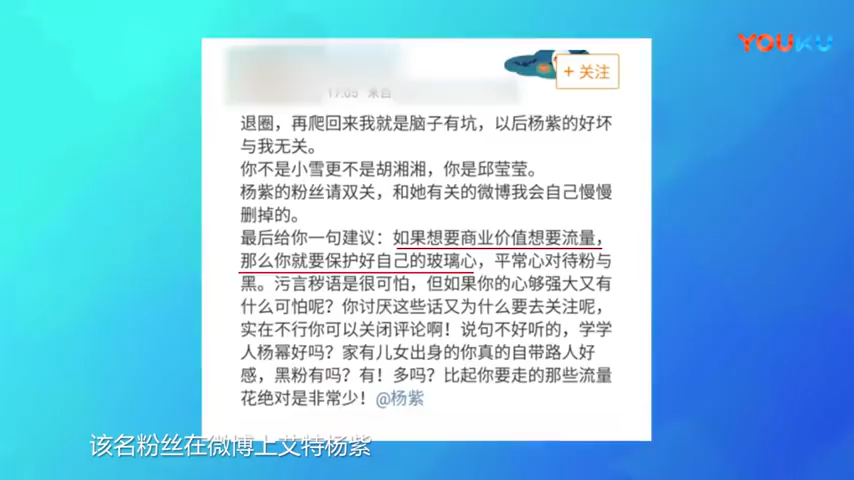 YOUKU
+ 关注
17:05 来自
退圈，再爬回来我就是脑子有坑，以后杨紫的好坏
与我无关。
你不是小雪更不是胡湘湘，你是邱莹莹。
杨紫的粉丝请双关，和她有关的微博我会自己慢慢
删掉的。
最后给你一句建议：如果想要商业价值想要流量，
那么你就要保护好自己的玻璃心，平常心对待粉与
黑。污言秽语是很可怕，但如果你的心够强大又有
什么可怕呢？你讨厌这些话又为什么要去关注呢，
实在不行你可以关闭评论啊！说句不好听的，学学
人杨幂好吗？家有儿女出身的你真的自带路人好
感，黑粉有吗？有！多吗？比起你要走的那些流量
花绝对是非常少！@杨紫
该名粉丝在微博上艾特杨紫